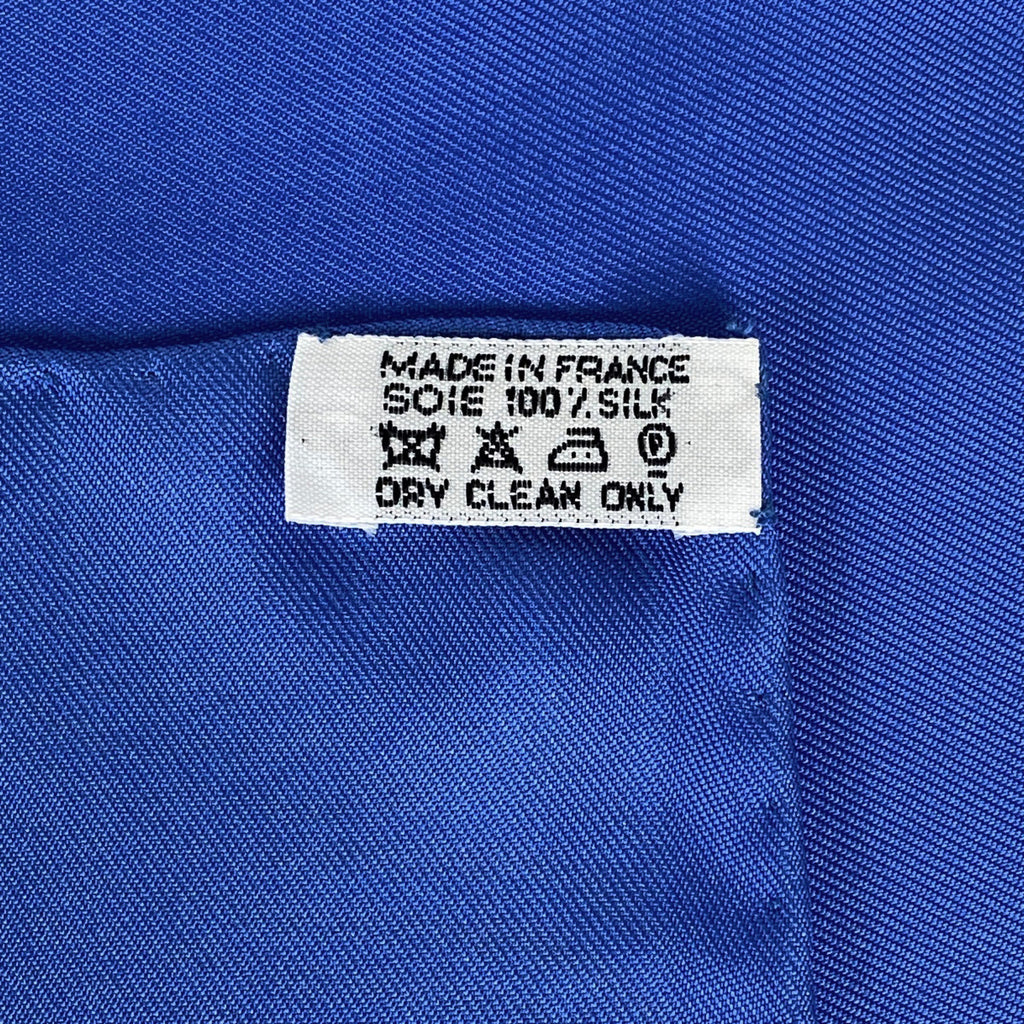 MADE IN FRANCE
SOIE 100% SILK
P
DRY CLEAN ONLY